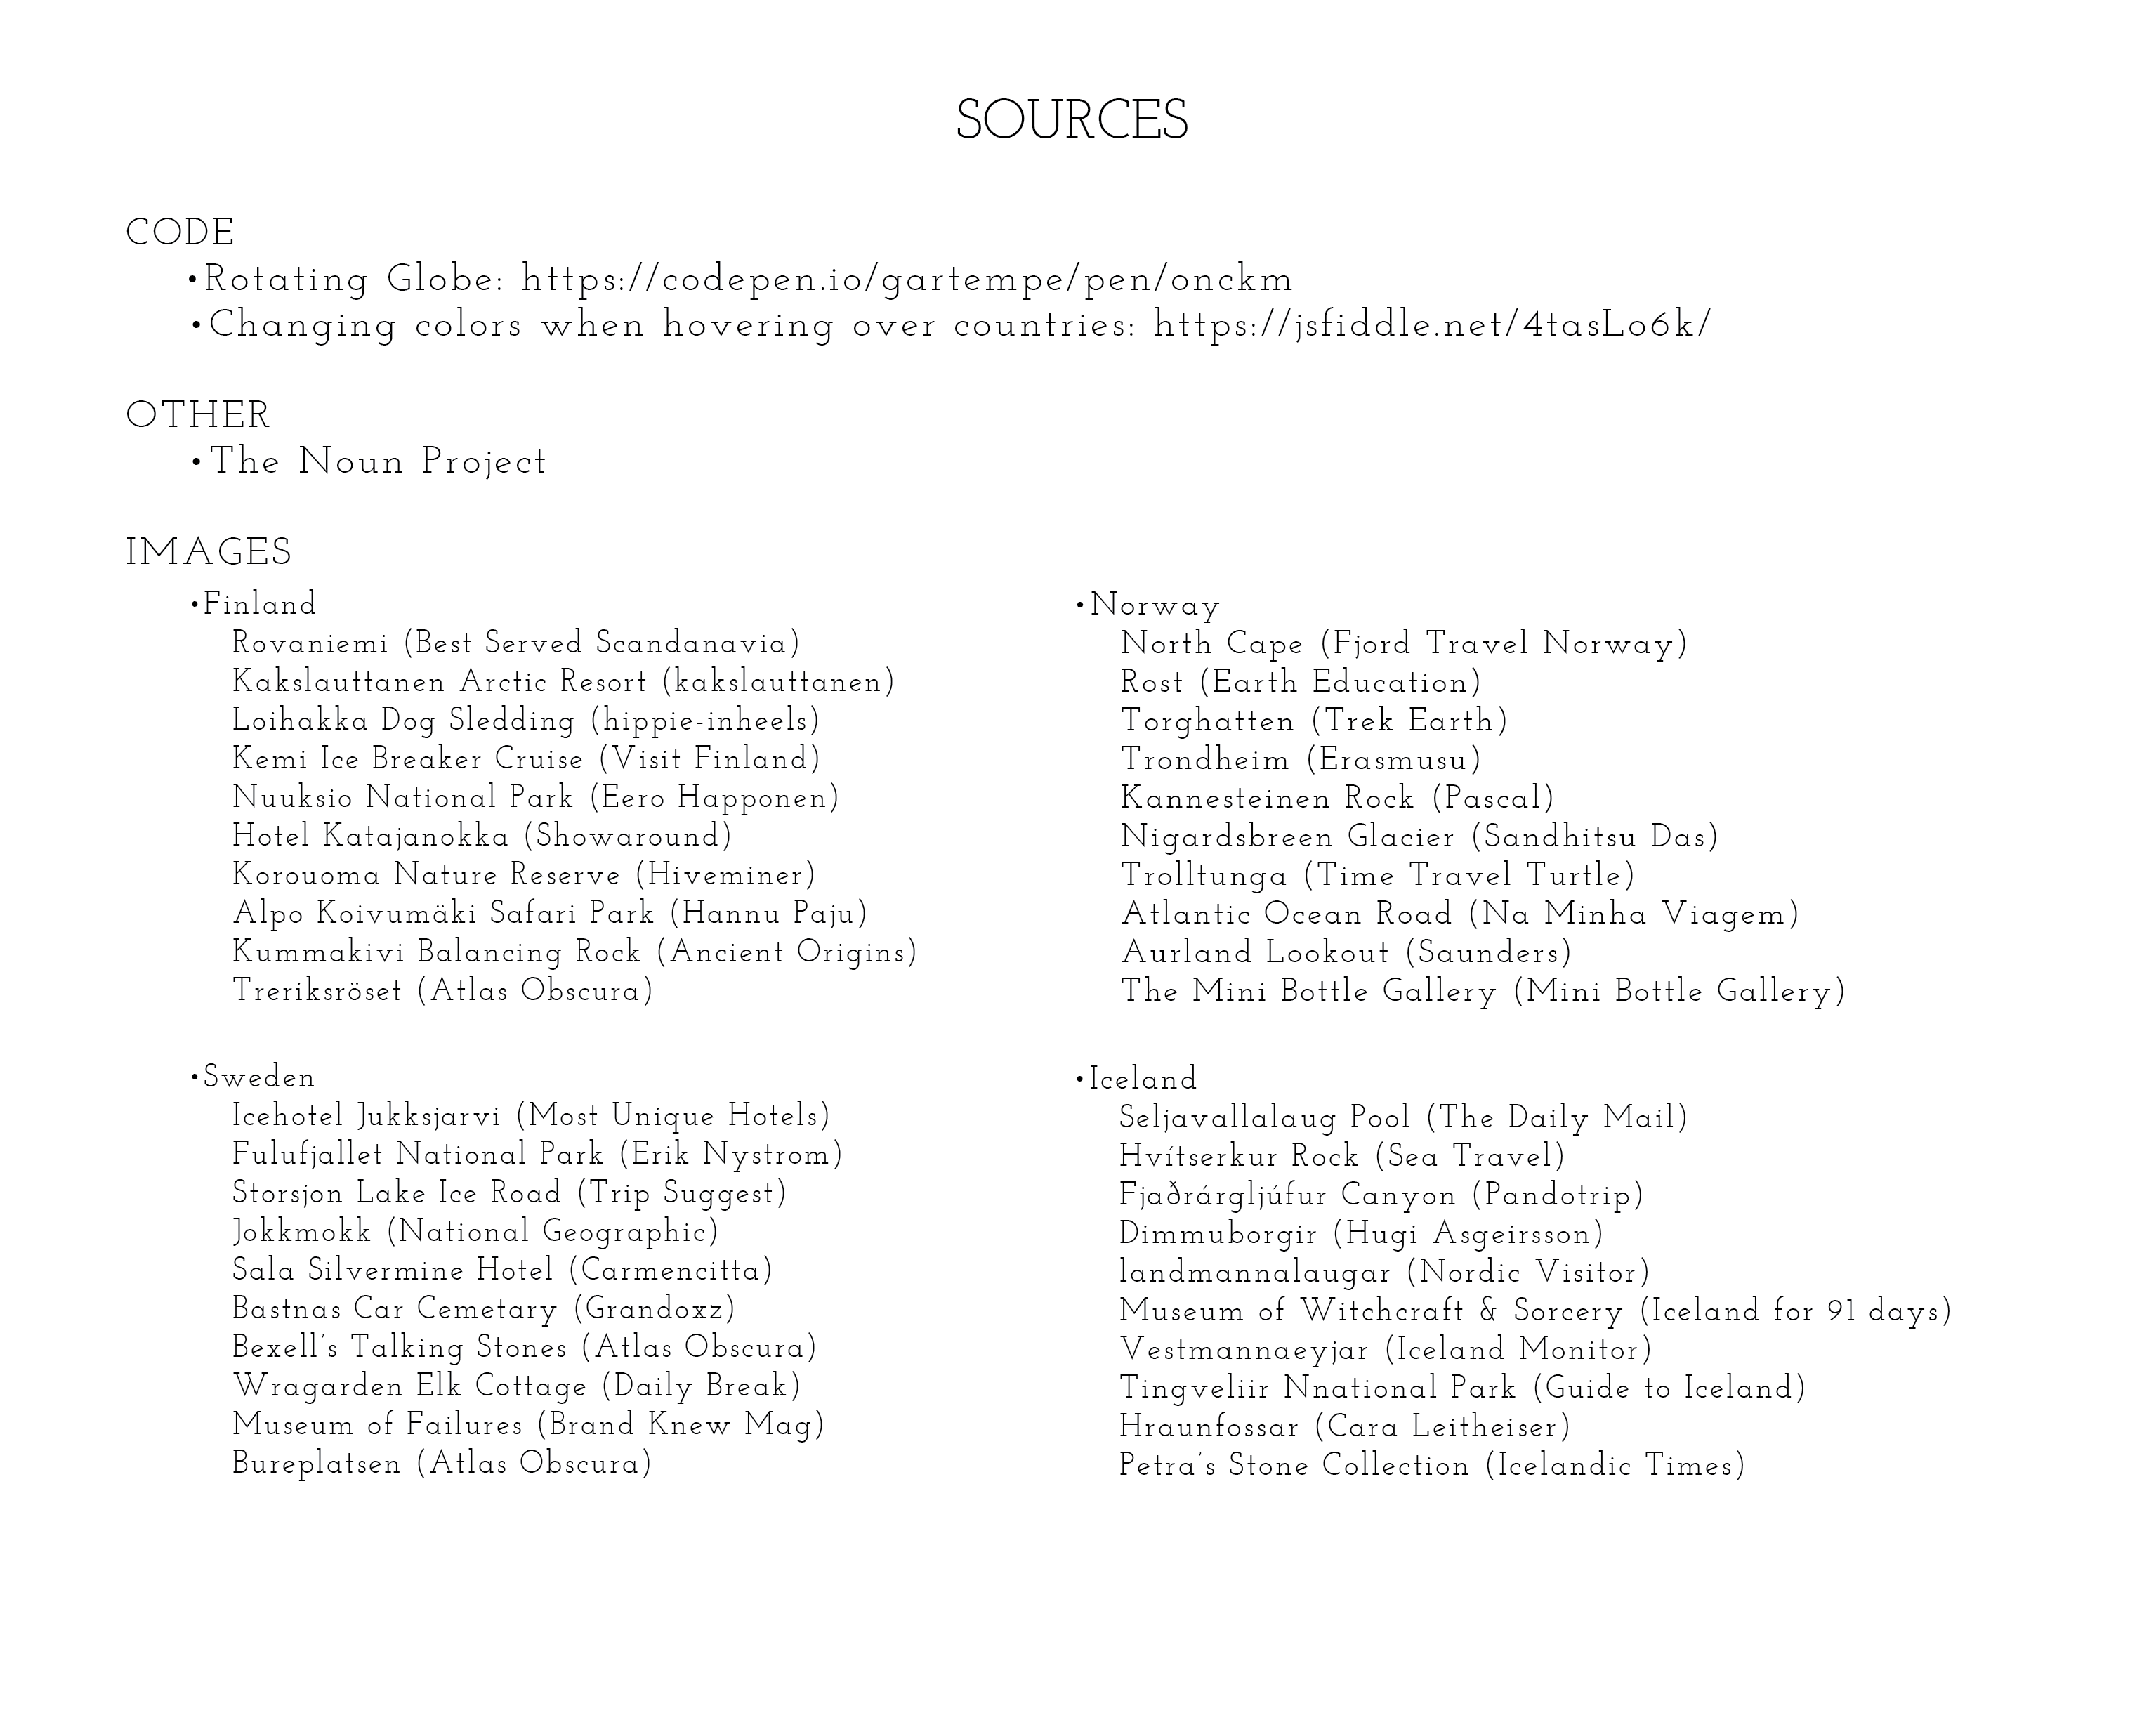 SOURCES
CODE
•Rotating Globe: https://codepen.io/gartempe/pen/onckm
•Changing colors when hovering over countries: https://jsfiddle.net/4tasLo6k/
OTHER
•The Noun Project
IMAGES
•Finland
Rovaniemi (Best Served Scandanavia)
Kakslauttanen Arctic Resort (kakslauttanen)
Loihakka Dog Sledding (hippie-inheels)
Kemi Ice Breaker Cruise (Visit Finland)
Nuuksio National Park (Eero Happonen)
Hotel Katajanokka (Showaround)
Korouoma Nature Reserve (Hiveminer)
Alpo Koivumäki Safari Park (Hannu Paju)
Kummakivi Balancing Rock (Ancient Origins)
Treriksröset (Atlas Obscura)
•Norway
North Cape (Fjord Travel Norway)
Rost (Earth Education)
Torghatten (Trek Earth)
Trondheim (Erasmusu)
Kannesteinen Rock (Pascal)
Nigardsbreen Glacier (Sandhitsu Das)
Trolltunga (Time Travel Turtle)
Atlantic Ocean Road (Na Minha Viagem)
Aurland Lookout (Saunders)
The Mini Bottle Gallery (Mini Bottle Gallery)
•Sweden
Icehotel Jukksjarvi (Most Unique Hotels)
Fulufjallet National Park (Erik Nystrom)
Storsjon Lake Ice Road (Trip Suggest)
Jokkmokk (National Geographic)
Sala Silvermine Hotel (Carmencitta)
Bastnas Car Cemetary (Grandoxz)
Bexell's Talking Stones (Atlas Obscura)
Wragarden Elk Cottage (Daily Break)
Museum of Failures (Brand Knew Mag)
Bureplatsen (Atlas Obscura)
•Iceland
Seljavallalaug Pool (The Daily Mail)
Hvítserkur Rock (Sea Travel)
Fjaðrárgljúfur Canyon (Pandotrip)
Dimmuborgir (Hugi Asgeirsson)
landmannalaugar (Nordic Visitor)
Museum of Witchcraft & Sorcery (Iceland for 91 days)
Vestmannaeyjar (Iceland Monitor)
Tingveliir Nnational Park (Guide to Iceland)
Hraunfossar (Cara Leitheiser)
Petra's Stone Collection (Icelandic Times)